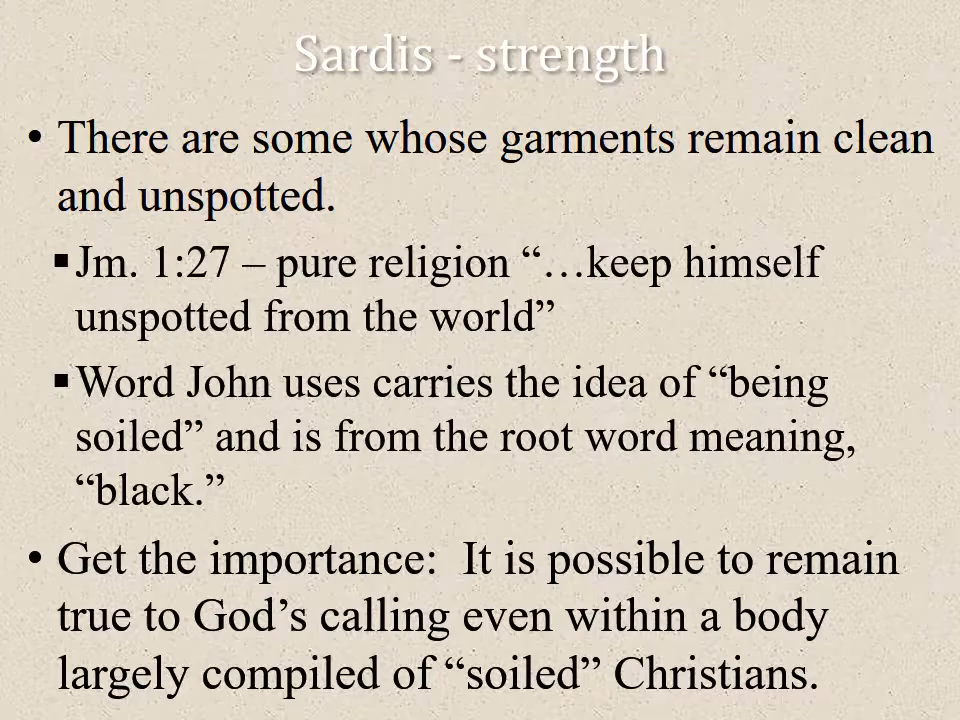 Sardis - strength
• There are some whose garments remain clean
and unspotted.
▪ Jm. 1:27 – pure religion “…keep himself
unspotted from the world”
▪ Word John uses carries the idea of “being
soiled” and is from the root word meaning,
“black.”
• Get the importance:  It is possible to remain
true to God’s calling even within a body
largely compiled of “soiled” Christians.